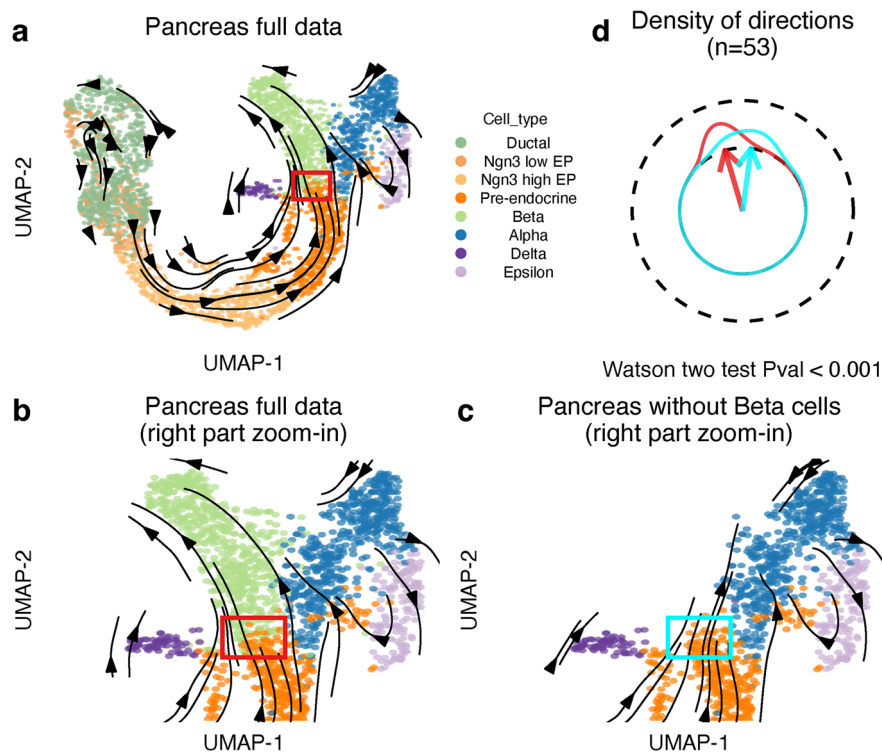 a
Pancreas full data
UMAP-2
UMAP-1
Cell_type
Ductal
Ngn3 low EP
Ngn3 high EP
Pre-endocrine
Beta
Alpha
Delta
Epsilon
d
Density of directions
(n=53)
Watson two test Pval < 0.001
b
Pancreas full data
(right part zoom-in)
UMAP-2
UMAP-1
c
Pancreas without Beta cells
(right part zoom-in)
UMAP-2
UMAP-1